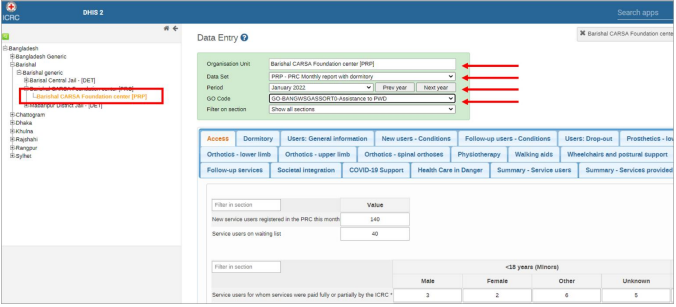 ICRC
DHIS 2
Search apps
Data Entry
Barishal CARSA Foundation cente
Bangladesh
Bangladesh Generic
Barishal
Barishal generic
Barisal Central Jail - [DET]
Barishal CARSA Foundation center [PRC]
Barishal CARSA Foundation center [PRP]
Madaripur District Jail - [DET]
Chattogram
Dhaka
Khulna
Rajshahi
Rangpur
Sylhet
Organisation Unit
Barishal CARSA Foundation center [PRP]
Data Set
PRP - PRC Monthly report with dormitory
Period
January 2022
Prev year
Next year
GO Code
GO-BANGWSGASSORT0-Assistance to PWD
Filter on section
Show all sections
Access
Dormitory
Users: General information
New users - Conditions
Follow-up users - Conditions
Users: Drop-out
Prosthetics - lov
Orthotics - lower limb
Orthotics - upper limb
Orthotics - spinal orthoses
Physiotherapy
Walking aids
Wheelchairs and postural support
Follow-up services
Societal integration
COVID-19 Support
Health Care in Danger
Summary - Service users
Summary - Services provided
Filter in section
Value
New service users registered in the PRC this month
140
Service users on waiting list
40
Filter in section
<18 years (Minors)
Male
Female
Other
Unknown
Service users for whom services were paid fully or partially by the ICRC *
3
2
6
5